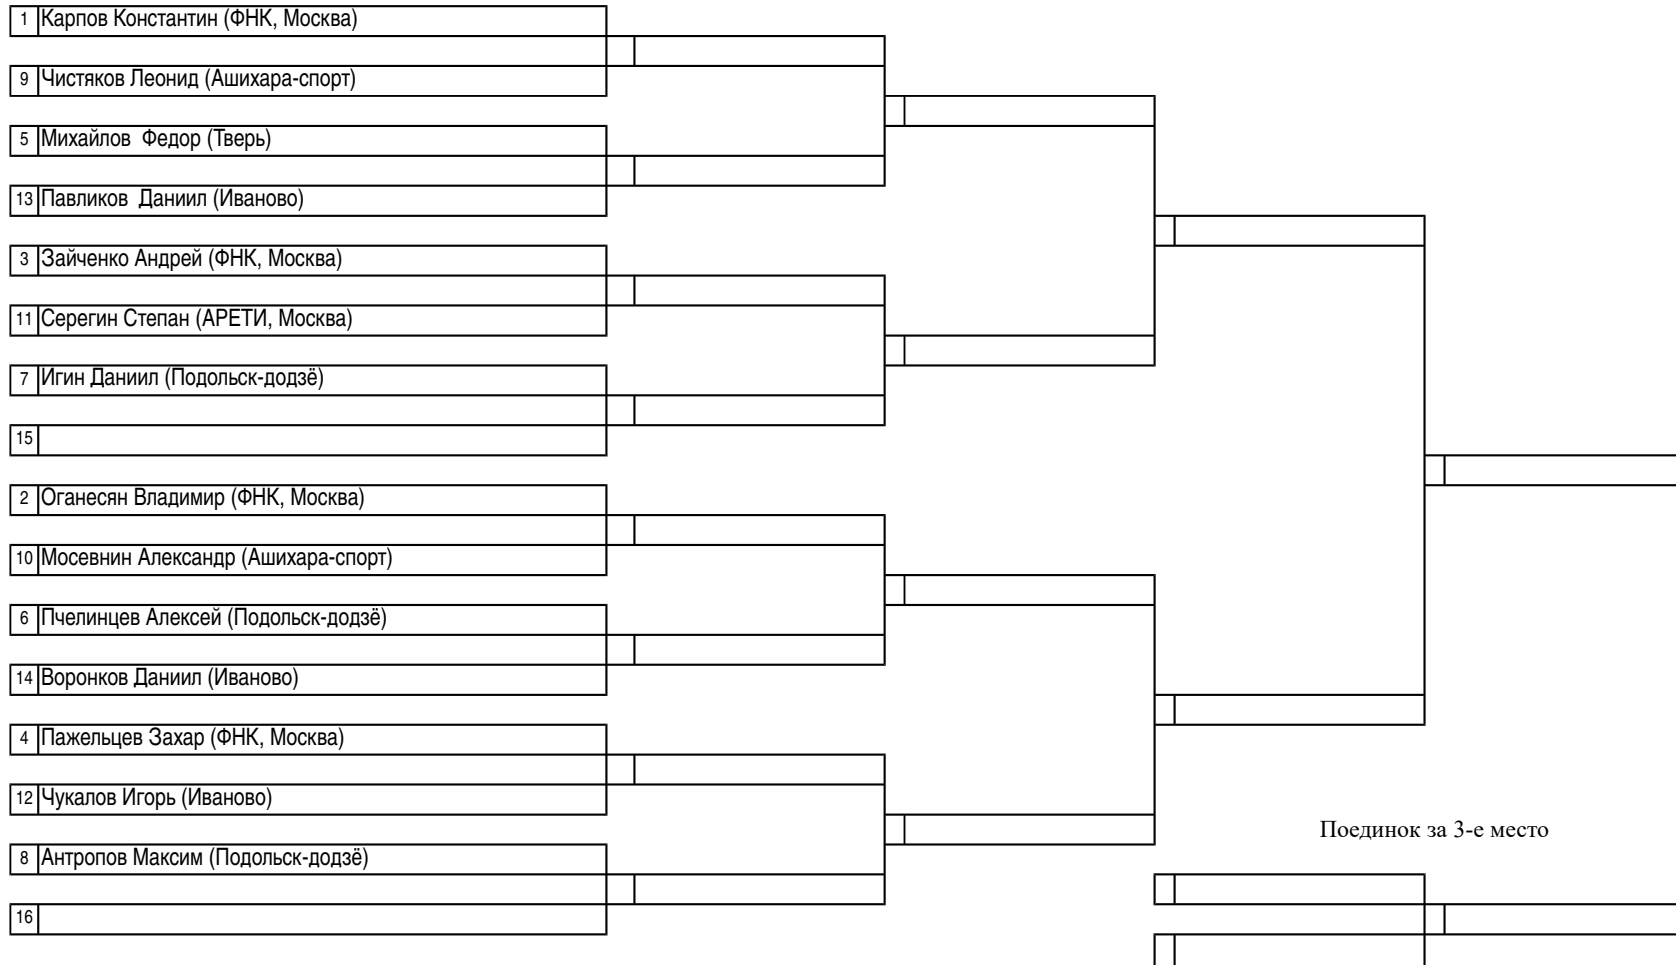 1 Карпов Константин (ФНК, Москва)
9 Чистяков Леонид (Ашихара-спорт)
5 Михайлов  Федор (Тверь)
13 Павликов  Даниил (Иваново)
3 Зайченко Андрей (ФНК, Москва)
11 Серегин Степан (АРЕТИ, Москва)
7 Игин Даниил (Подольск-додзё)
15
2 Оганесян Владимир (ФНК, Москва)
10 Мосевнин Александр (Ашихара-спорт)
6 Пчелинцев Алексей (Подольск-додзё)
14 Воронков Даниил (Иваново)
4 Пажельцев Захар (ФНК, Москва)
12 Чукалов Игорь (Иваново)
Поединок за 3-е место
8 Антропов Максим (Подольск-додзё)
16